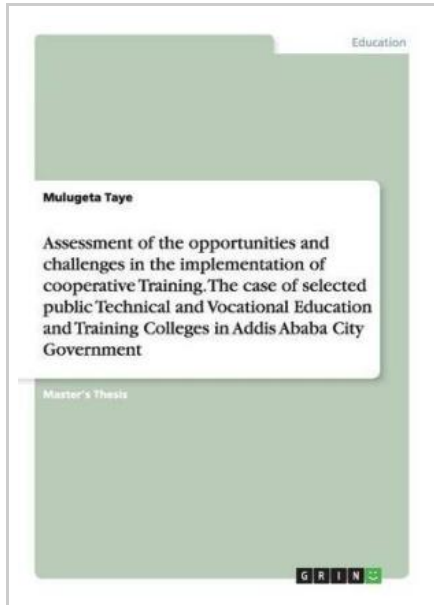 Education
Mulugeta Taye
Assessment of the opportunities and
challenges in the implementation of
cooperative Training. The case of selected
public Technical and Vocational Education
and Training Colleges in Addis Ababa City
Government
Master's Thesis
GRIN